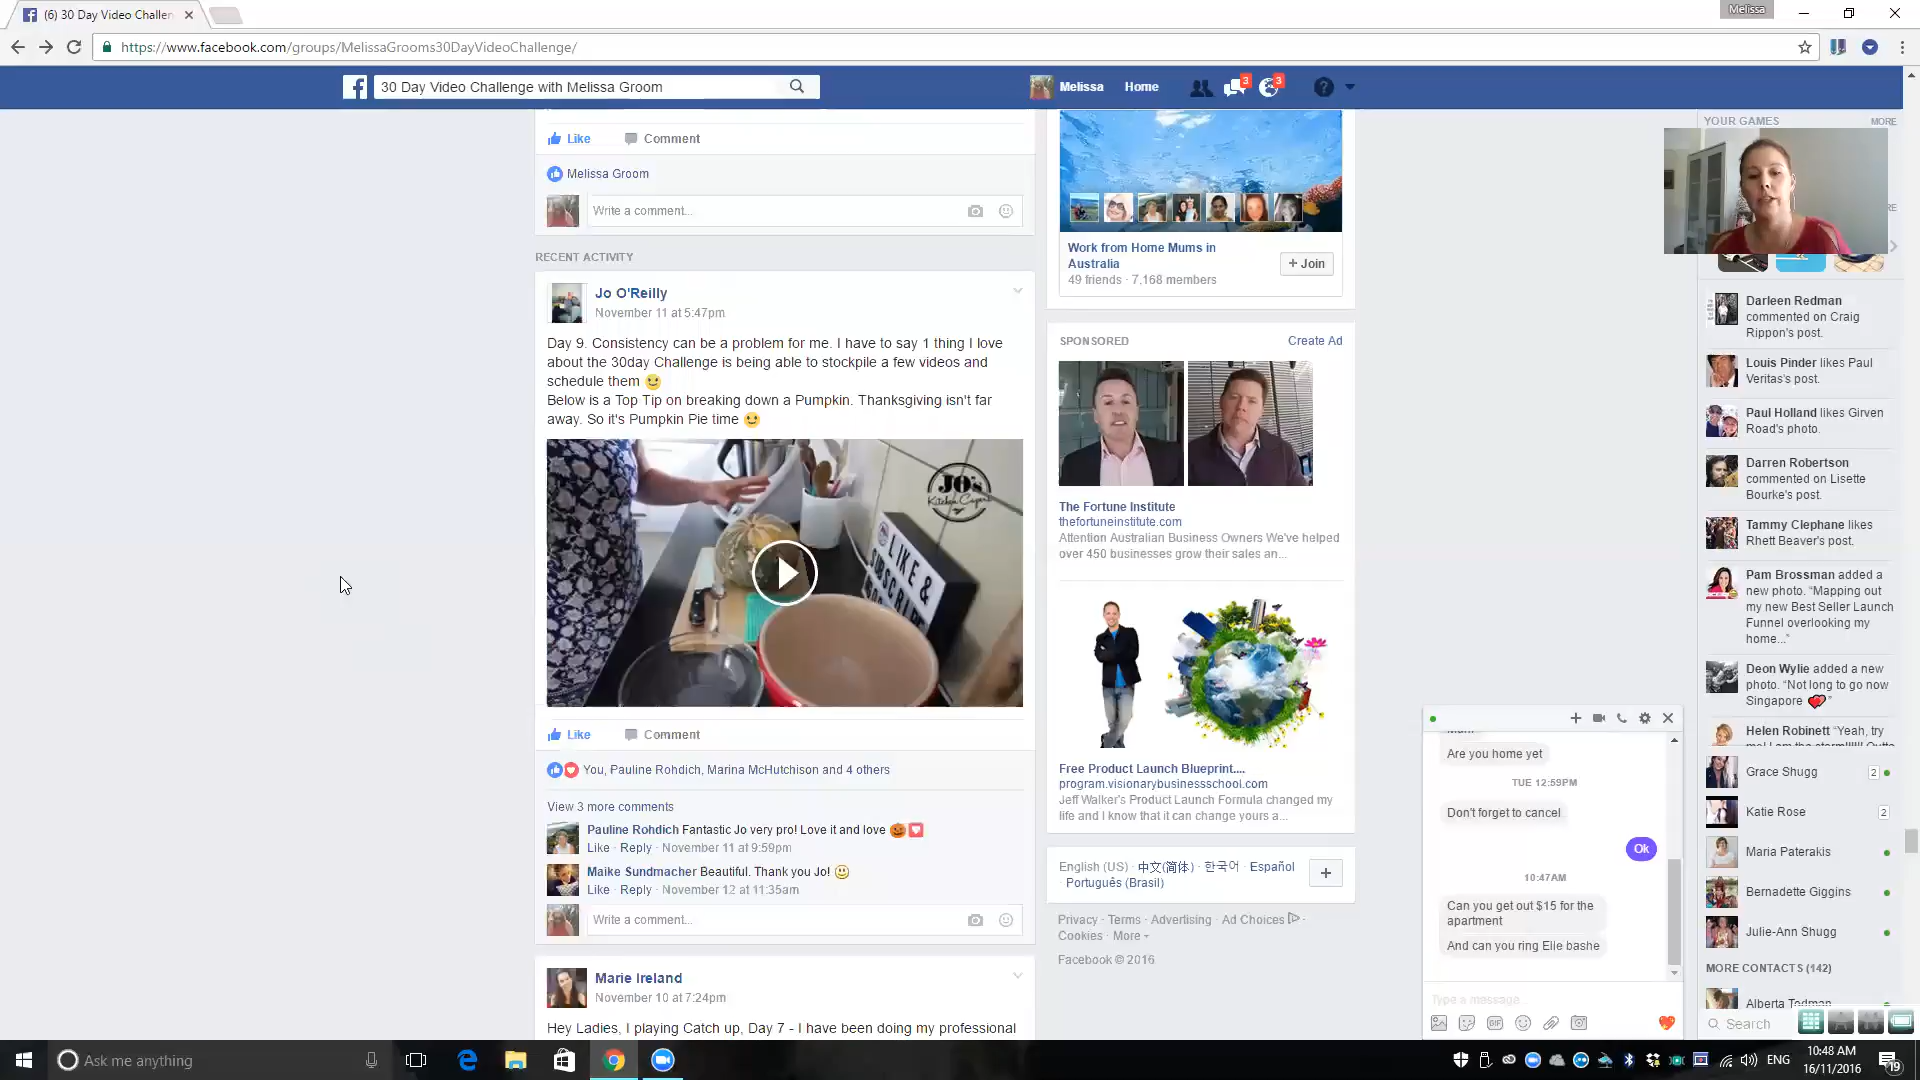 (6) 30 Day Video Challen
Melissa
https://www.facebook.com/groups/MelissaGrooms30DayVideoChallenge/
30 Day Video Challenge with Melissa Groom
Melissa
Home
3
3
Like
Comment
Melissa Groom
Write a comment...
RECENT ACTIVITY
Jo O'Reilly
November 11 at 5:47pm
Day 9. Consistency can be a problem for me. I have to say 1 thing I love
about the 30day Challenge is being able to stockpile a few videos and
schedule them
Below is a Top Tip on breaking down a Pumpkin. Thanksgiving isn't far
away. So it's Pumpkin Pie time
JO's
Kitchen Capers
LIKE &
SUBSCRIBE
Like
Comment
You, Pauline Rohdich, Marina McHutchison and 4 others
View 3 more comments
Pauline Rohdich Fantastic Jo very pro! Love it and love
Like · Reply · November 11 at 9:59pm
Maike Sundmacher Beautiful. Thank you Jo!
Like · Reply · November 12 at 11:35am
Write a comment...
Marie Ireland
November 10 at 7:24pm
Hey Ladies, I playing Catch up, Day 7 - I have been doing my professional
Work from Home Mums in
Australia
49 friends · 7,168 members
+ Join
SPONSORED
Create Ad
The Fortune Institute
thefortuneinstitute.com
Attention Australian Business Owners We've helped
over 450 businesses grow their sales an...
Free Product Launch Blueprint....
program.visionarybusinessschool.com
Jeff Walker's Product Launch Formula changed my
life and I know that it can change yours a...
English (US) · 中文(简体) · 한국어 · Español
· Português (Brasil)
Privacy · Terms · Advertising · Ad Choices ·
Cookies · More
Facebook © 2016
YOUR GAMES
MORE
RE
Darleen Redman
commented on Craig
Rippon's post.
Louis Pinder likes Paul
Veritas's post.
Paul Holland likes Girven
Road's photo.
Darren Robertson
commented on Lisette
Bourke's post.
Tammy Clephane likes
Rhett Beaver's post.
Pam Brossman added a
new photo. “Mapping out
my new Best Seller Launch
Funnel overlooking my
home...”
Deon Wylie added a new
photo. “Not long to go now
Singapore ”
Helen Robinett “Yeah, try
Grace Shugg
2
Katie Rose
2
Maria Paterakis
Bernadette Giggins
Julie-Ann Shugg
MORE CONTACTS (142)
Alberta Todman
Search
Are you home yet
TUE 12:59PM
Don't forget to cancel
Ok
10:47AM
Can you get out $15 for the
apartment
And can you ring Elle bashe
Type a message...
GIF
Ask me anything
ENG
10:48 AM
16/11/2016
19